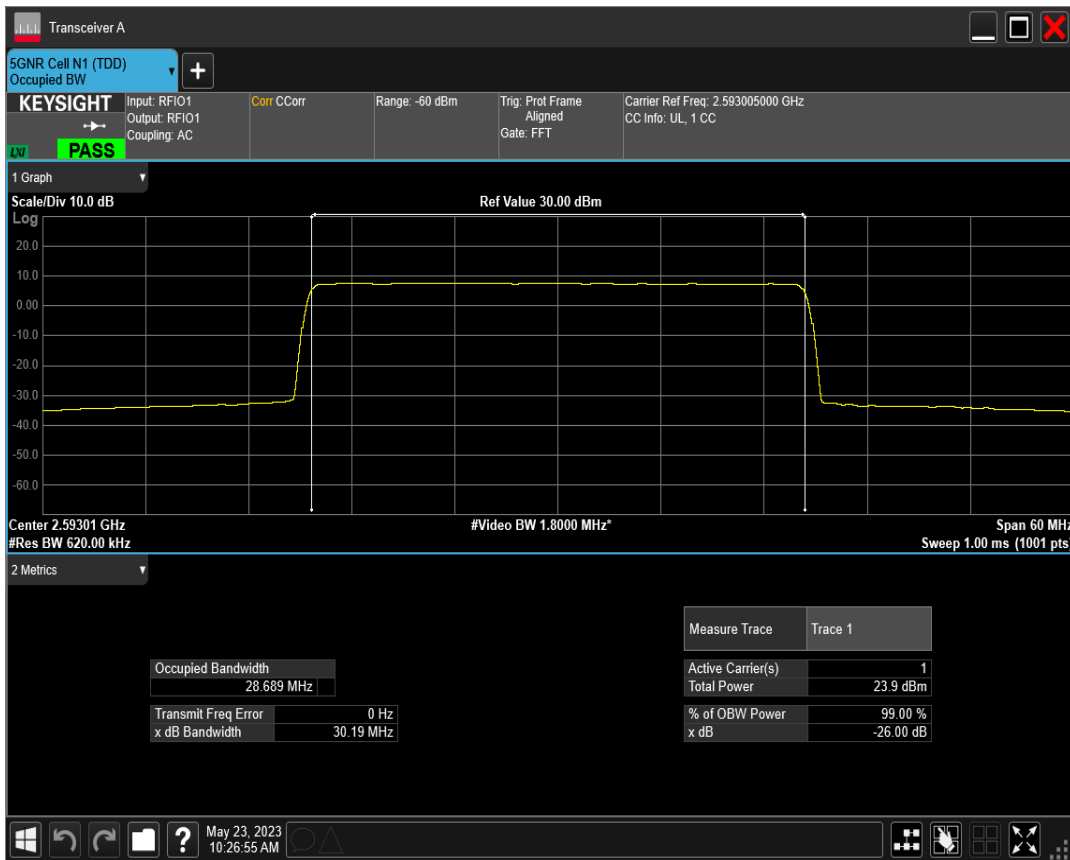 Transceiver A
5GNR Cell N1 (TDD)
Occupied BW
+
KEYSIGHT
LXI
PASS
Input: RFIO1
Output: RFIO1
Coupling: AC
Corr CCorr
Range: -60 dBm
Trig: Prot Frame
Aligned
Gate: FFT
Carrier Ref Freq: 2.593005000 GHz
CC Info: UL, 1 CC
1 Graph
Scale/Div 10.0 dB
Ref Value 30.00 dBm
Log
20.0
10.0
0.00
-10.0
-20.0
-30.0
-40.0
-50.0
-60.0
Center 2.59301 GHz
#Video BW 1.8000 MHz*
Span 60 MHz
#Res BW 620.00 kHz
Sweep 1.00 ms (1001 pts)
2 Metrics
Measure Trace Trace 1
Occupied Bandwidth
28.689 MHz
Active Carrier(s) 1
Total Power 23.9 dBm
Transmit Freq Error 0 Hz
x dB Bandwidth 30.19 MHz
% of OBW Power 99.00 %
x dB -26.00 dB
?
May 23, 2023
10:26:55 AM